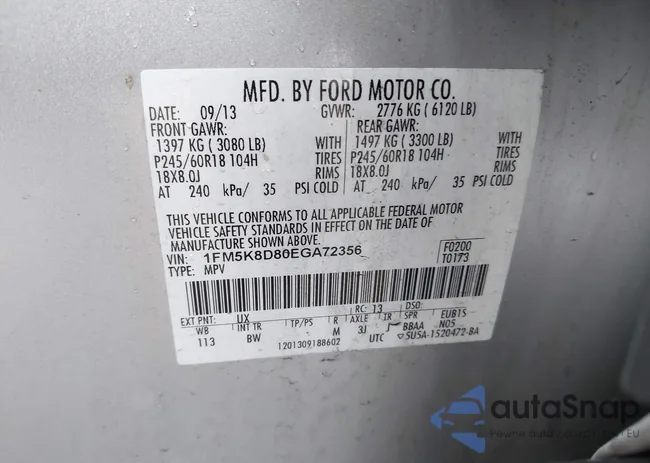 MFD. BY FORD MOTOR CO.
DATE: 09/13 GVWR: 2776 KG ( 6120 LB)
FRONT GAWR: REAR GAWR:
1397 KG ( 3080 LB) WITH 1497 KG ( 3300 LB) WITH
P245/60R18 104H TIRES P245/60R18 104H TIRES
18X8.0J RIMS 18X8.0J RIMS
AT 240 kPa/ 35 PSI COLD AT 240 kPa/ 35 PSI COLD
THIS VEHICLE CONFORMS TO ALL APPLICABLE FEDERAL MOTOR
VEHICLE SAFETY STANDARDS IN EFFECT ON THE DATE OF
MANUFACTURE SHOWN ABOVE.
VIN: 1FM5K8D80EGA72356 F0200
TYPE: MPV T0173
EXT PNT: UX RC: 13 DSO:
WB INT TR TP/PS R AXLE TR SPR EUB15
113 BW M 3J J BBAA N05
1201309188602 UTC 5U5A-1520472-BA
autoSnap